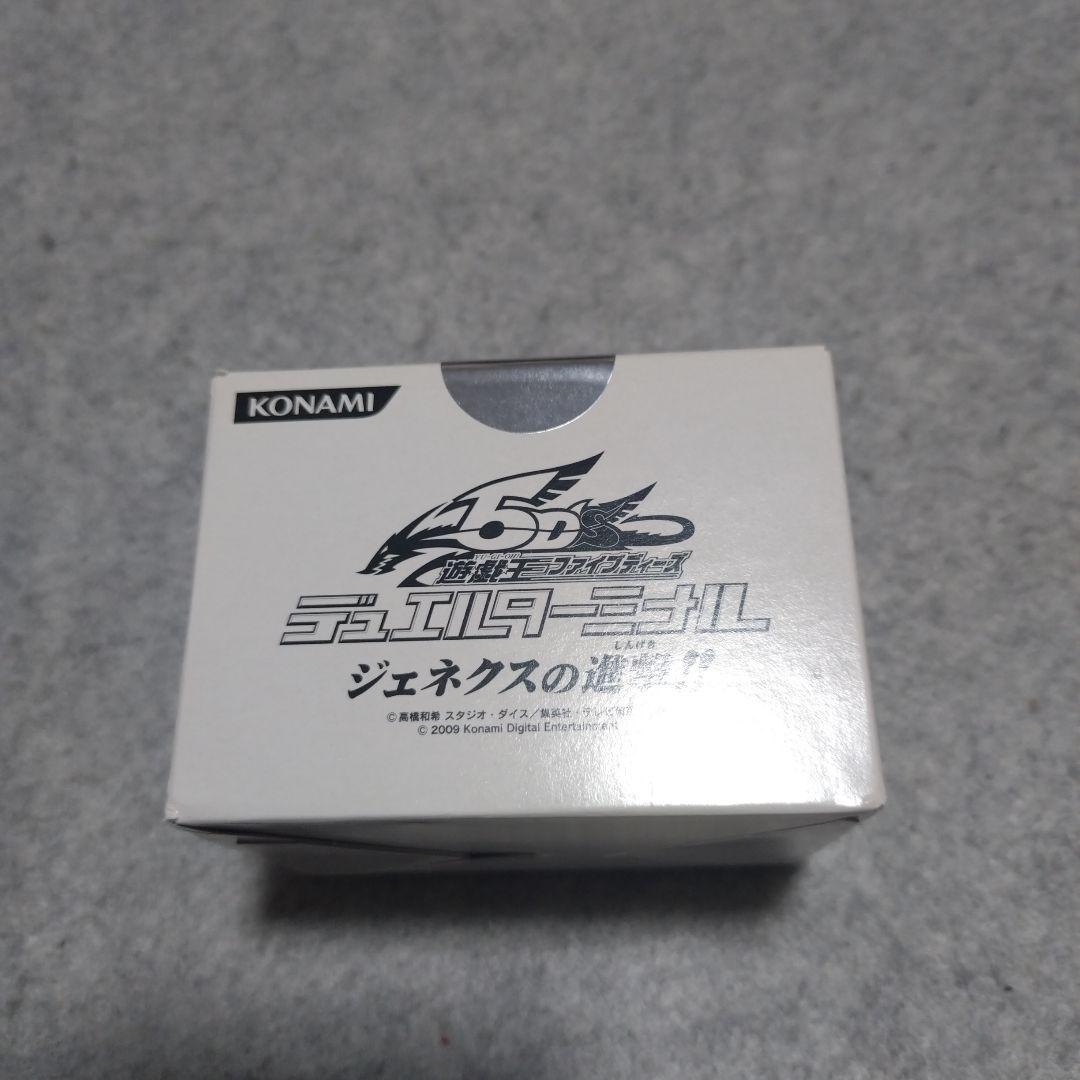 KONAMI
5D's
YU-GI-OH!
遊戯王ファイブディーズ
デュエルターミナル
しんげき
ジェネクスの進撃!!
©高橋和希 スタジオ・ダイス/集英社・テレビ
© 2009 Konami Digital Entertainment